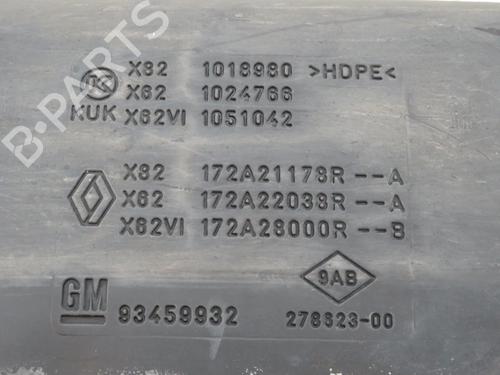 X82 1018980 >HDPE<
X62 1024766
KUK X62VI 1051042
X82 172A21178R--A
X62 172A22038R--A
X62VI 172A28000R--B
GM 93459932
9AB
278623-00
B-PARTS